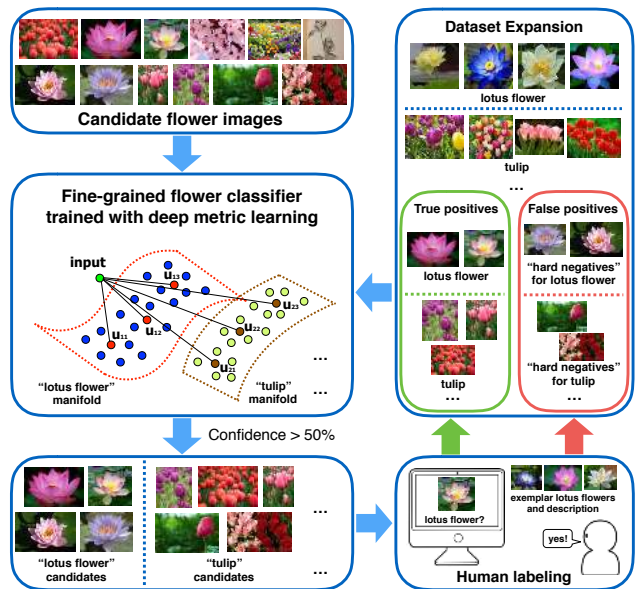 Candidate flower images
Fine-grained flower classifier
trained with deep metric learning
input
u₁₃
u₂₃
u₁₂
u₂₂
u₁₁
u₂₁
...
“lotus flower”
manifold
“tulip”
manifold
...
Confidence > 50%
...
“lotus flower”
candidates
“tulip”
candidates
...
lotus flower?
exemplar lotus flowers
and description
yes!
Human labeling
Dataset Expansion
lotus flower
tulip
...
True positives
lotus flower
tulip
...
False positives
“hard negatives”
for lotus flower
“hard negatives”
for tulip
...